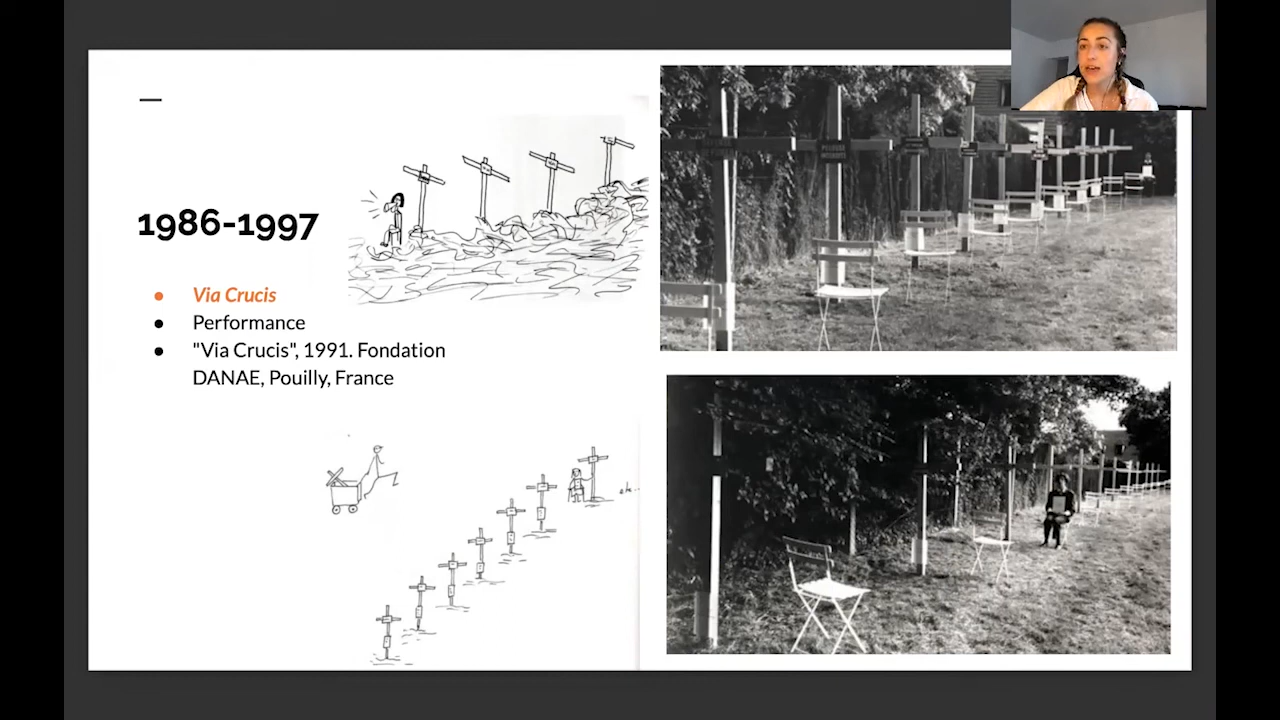 1986-1997
Via Crucis
Performance
"Via Crucis", 1991. Fondation
DANAE, Pouilly, France